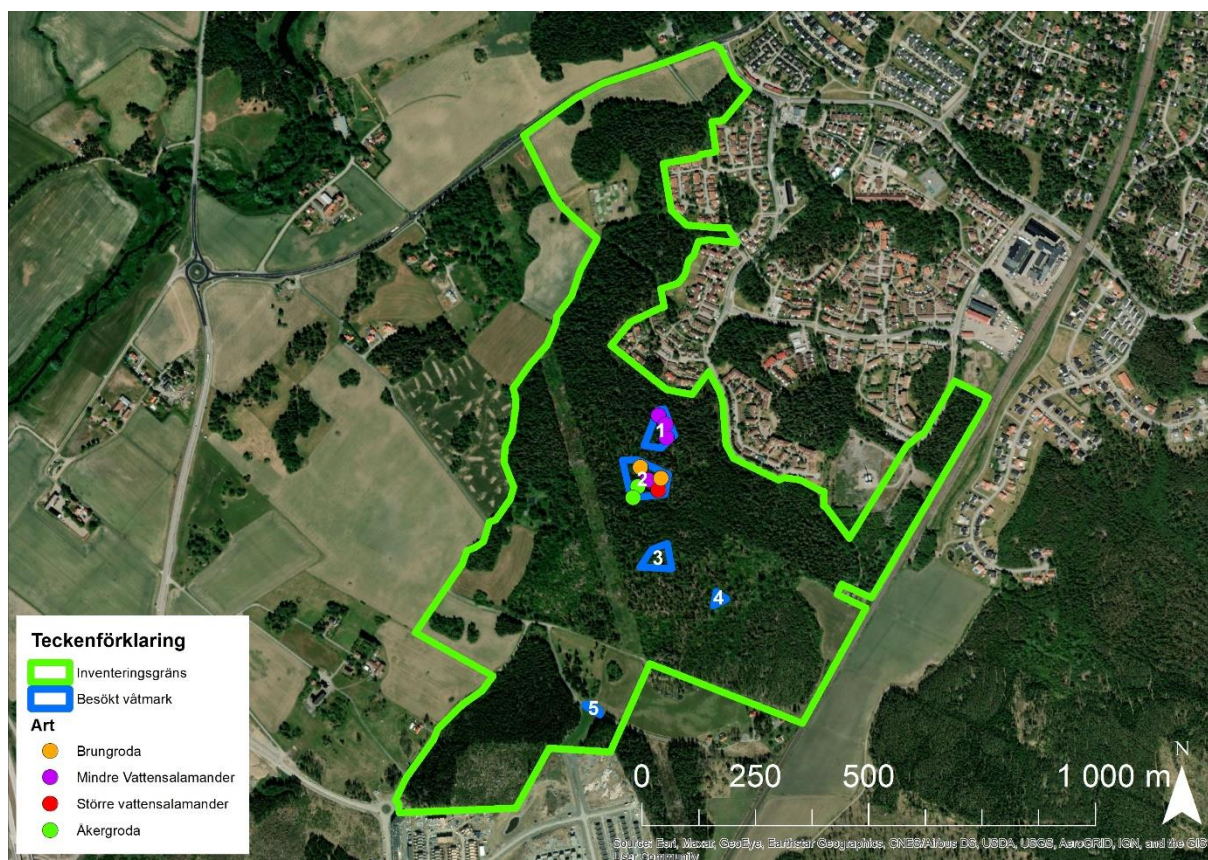 1
2
3
4
5
Teckenförklaring
Inventeringsgräns
Besökt våtmark
Art
Brungroda
Mindre Vattensalamander
Större vattensalamander
Åkergroda
N
0 250 500 1 000 m
Source: Esri, Maxar, GeoEye, Earthstar Geographics, CNES/Airbus DS, USDA, USGS, AeroGRID, IGN, and the GIS
User Community